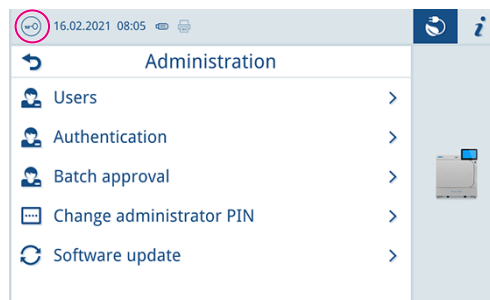 16.02.2021 08:05
Administration
Users
Authentication
Batch approval
Change administrator PIN
Software update